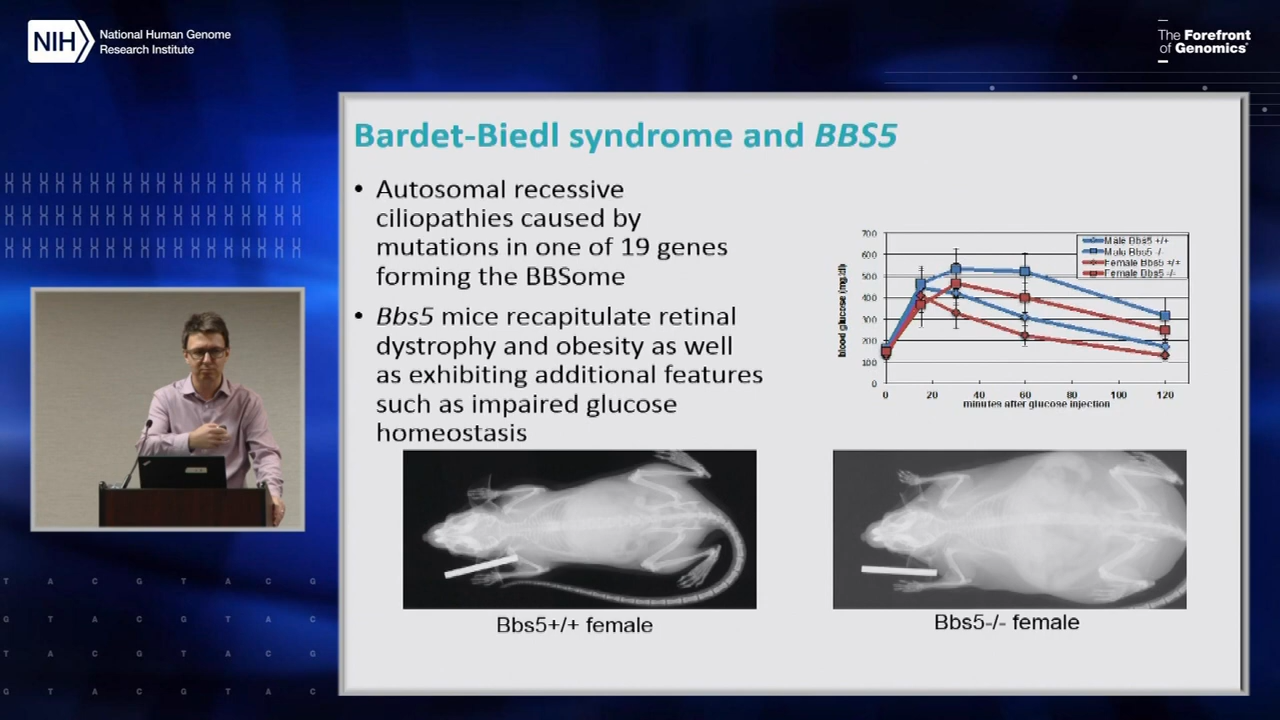 NIH
National Human Genome
Research Institute
The Forefront
of Genomics
Bardet-Biedl syndrome and BBS5
• Autosomal recessive
ciliopathies caused by
mutations in one of 19 genes
forming the BBSome
• Bbs5 mice recapitulate retinal
dystrophy and obesity as well
as exhibiting additional features
such as impaired glucose
homeostasis
blood glucose (mg/dl)
700
600
500
400
300
200
100
0
Male Bbs5 +/+
Male Bbs5 -/-
Female Bbs5 +/+
Female Bbs5 -/-
0 20 40 60 80 100 120
minutes after glucose injection
Bbs5+/+ female
Bbs5-/- female
T A C G T A C G
G T A C G T A C
T A C G T A C G
G T A C G T A C